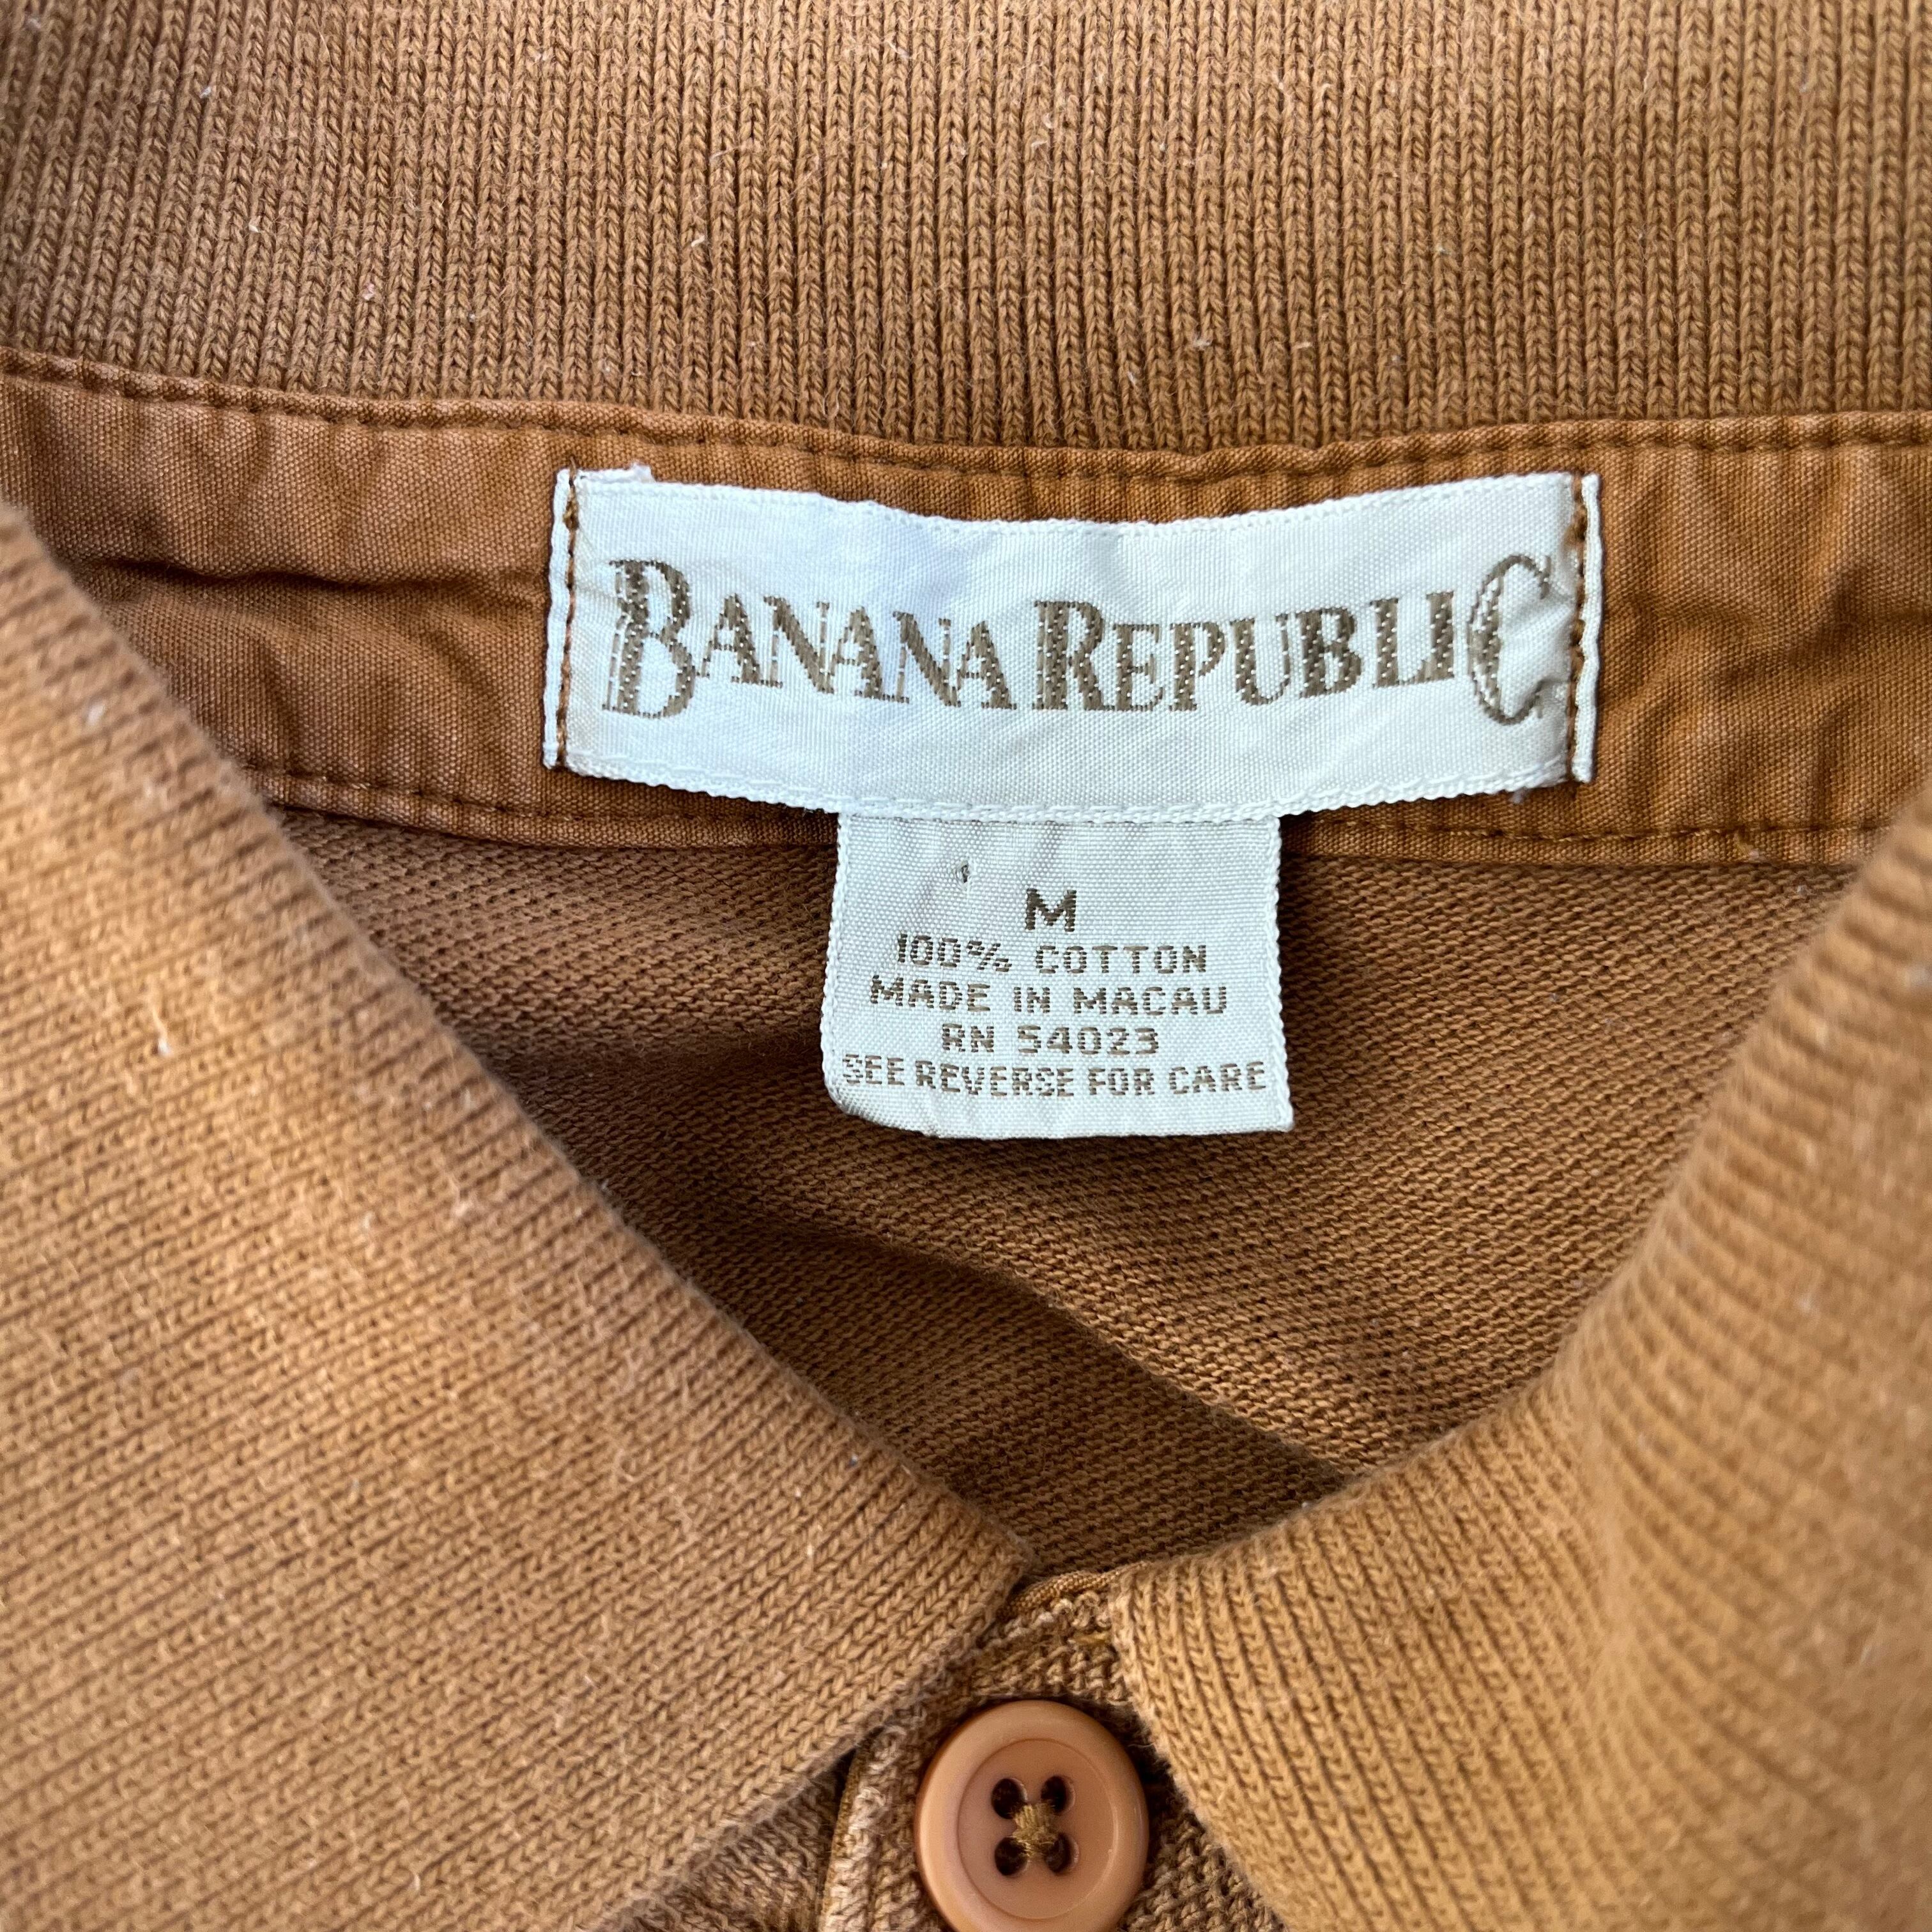 BANANA REPUBLIC
M
100% COTTON
MADE IN MACAU
RN 54023
SEE REVERSE FOR CARE